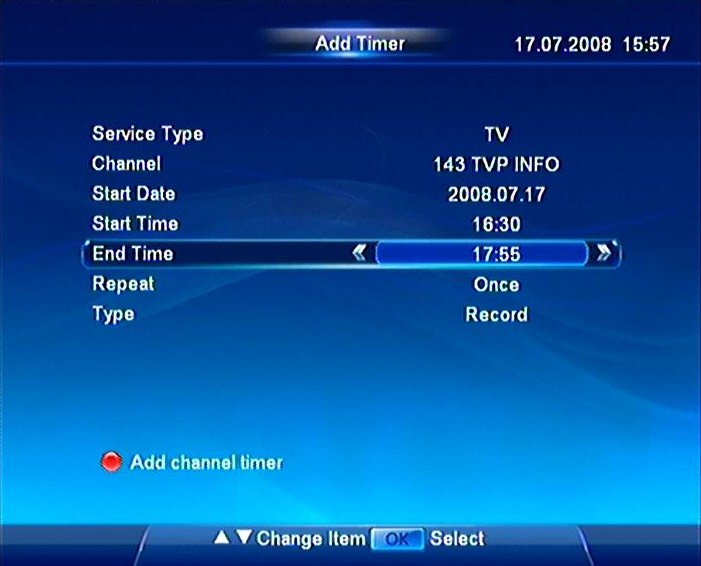 Add Timer 17.07.2008 15:57
Service Type TV
Channel 143 TVP INFO
Start Date 2008.07.17
Start Time 16:30
End Time 17:55
Repeat Once
Type Record
Add channel timer
▲▼Change Item OK Select